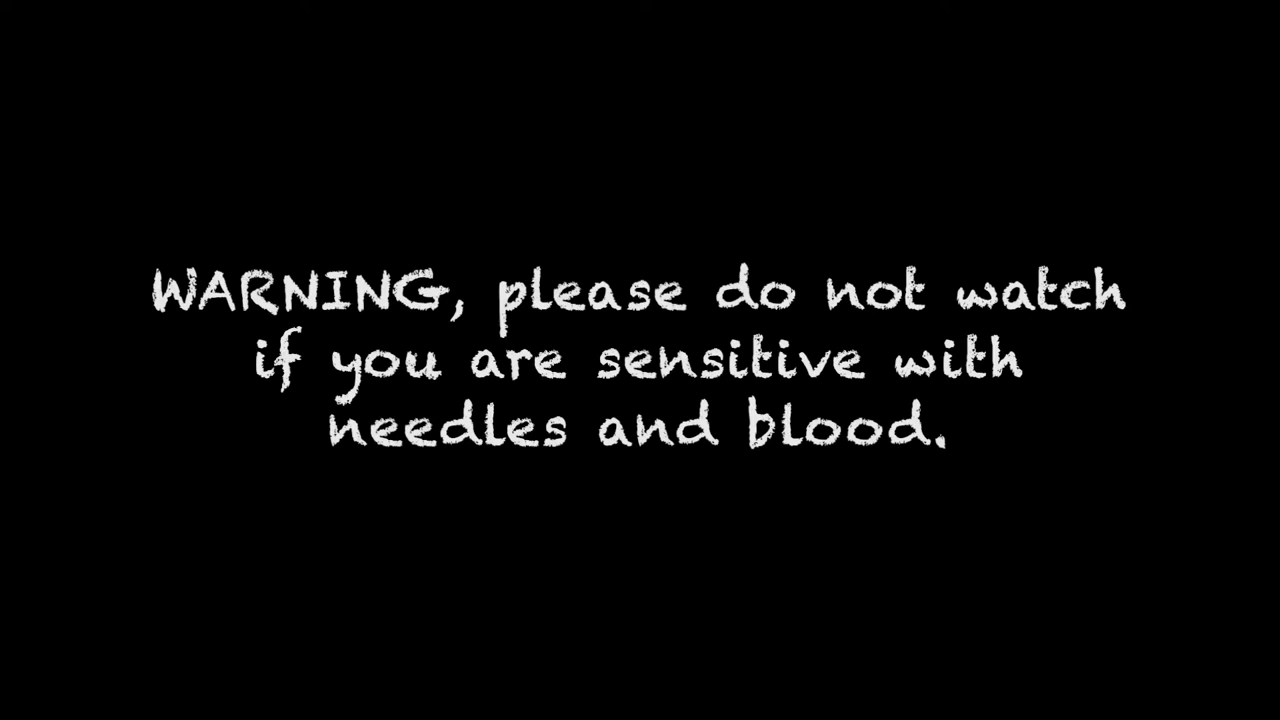 WARNING, please do not watch
if you are sensitive with
needles and blood.